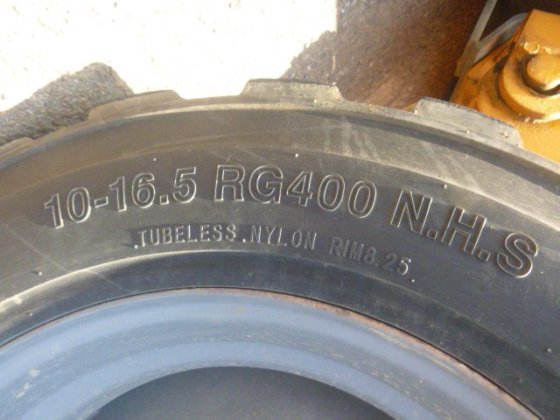 10-16.5 RG400 N.H.S
.TUBELESS.NYLON RIM8.25